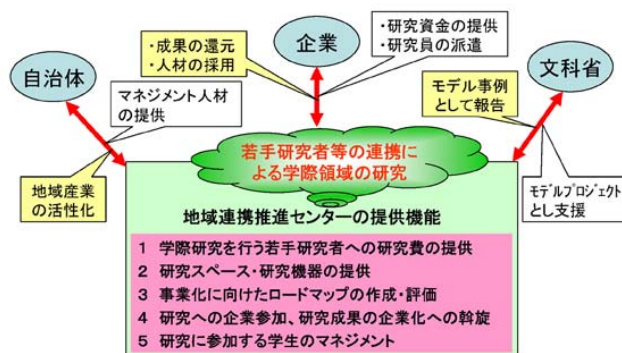 自治体
企業
文科省
・成果の還元
・人材の採用
・研究資金の提供
・研究員の派遣
マネジメント人材
の提供
モデル事例
として報告
地域産業
の活性化
モデルプロジェクト
とし支援
若手研究者等の連携に
よる学際領域の研究
地域連携推進センターの提供機能
1 学際研究を行う若手研究者への研究費の提供
2 研究スペース・研究機器の提供
3 事業化に向けたロードマップの作成・評価
4 研究への企業参加、研究成果の企業化への斡旋
5 研究に参加する学生のマネジメント